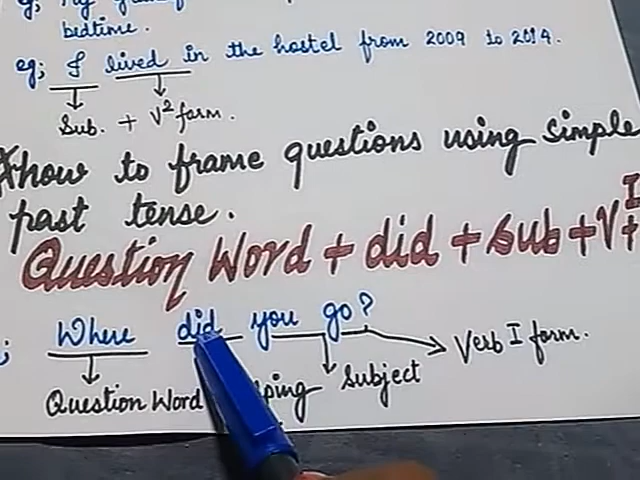 bedtime.
eg; I lived in the hostel from 2009 to 2014.
Sub. + V² form.
how to frame questions using simple
past tense.
Question Word + did + sub + V I +
Where did you go?
Question Word Subject Verb I form.